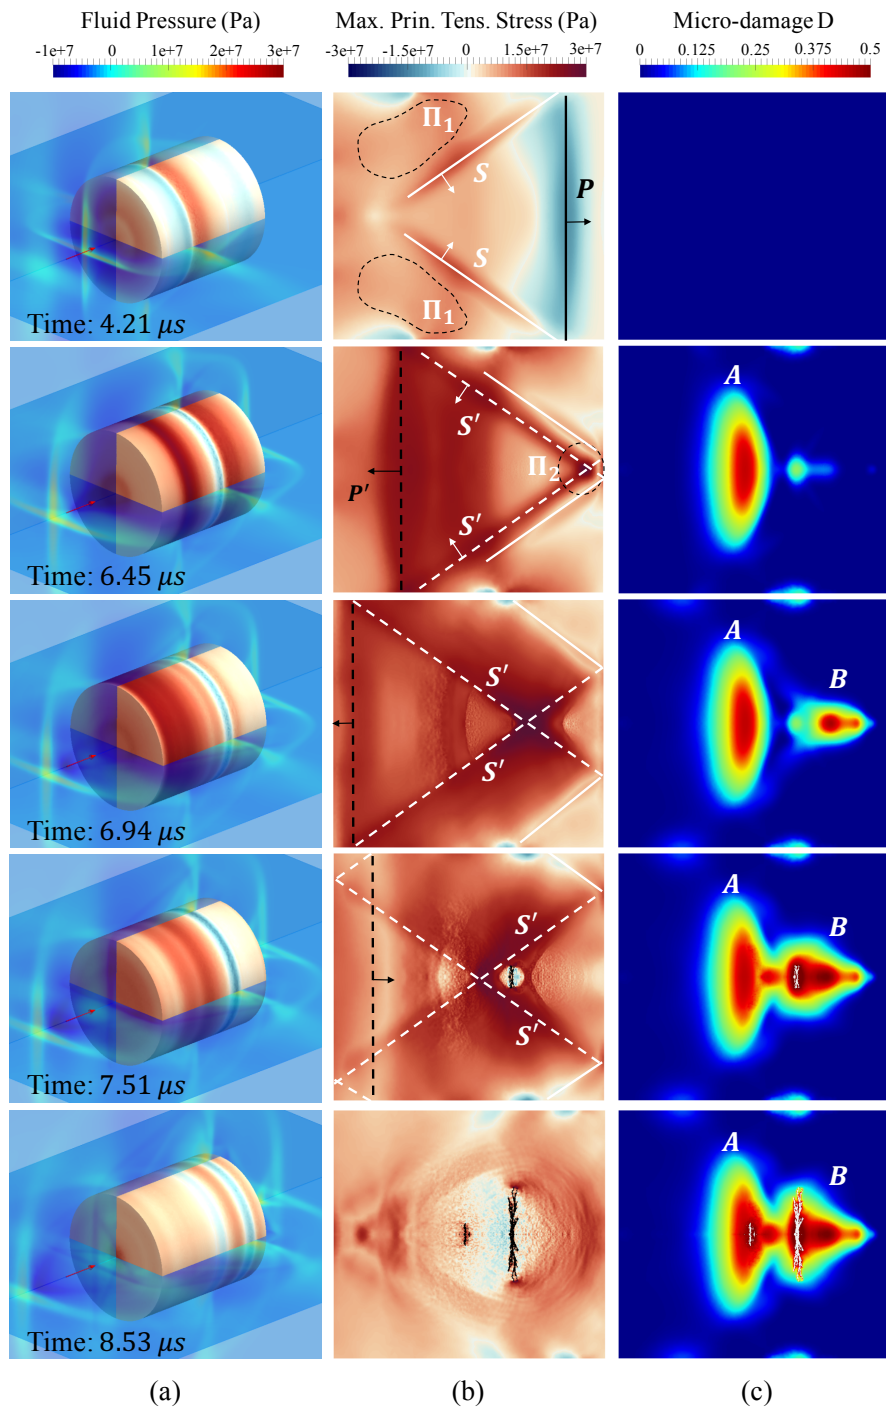 Fluid Pressure (Pa)
Max. Prin. Tens. Stress (Pa)
Micro-damage D
-1e+7 0 1e+7 2e+7 3e+7
-3e+7 -1.5e+7 0 1.5e+7 3e+7
0 0.125 0.25 0.375 0.5
Π₁
S
P
S
Π₁
Time: 4.21 μs
A
S′
Π₂
P′
S′
Time: 6.45 μs
A
S′
B
S′
Time: 6.94 μs
A
S′
B
S′
Time: 7.51 μs
A
B
Time: 8.53 μs
(a) (b) (c)